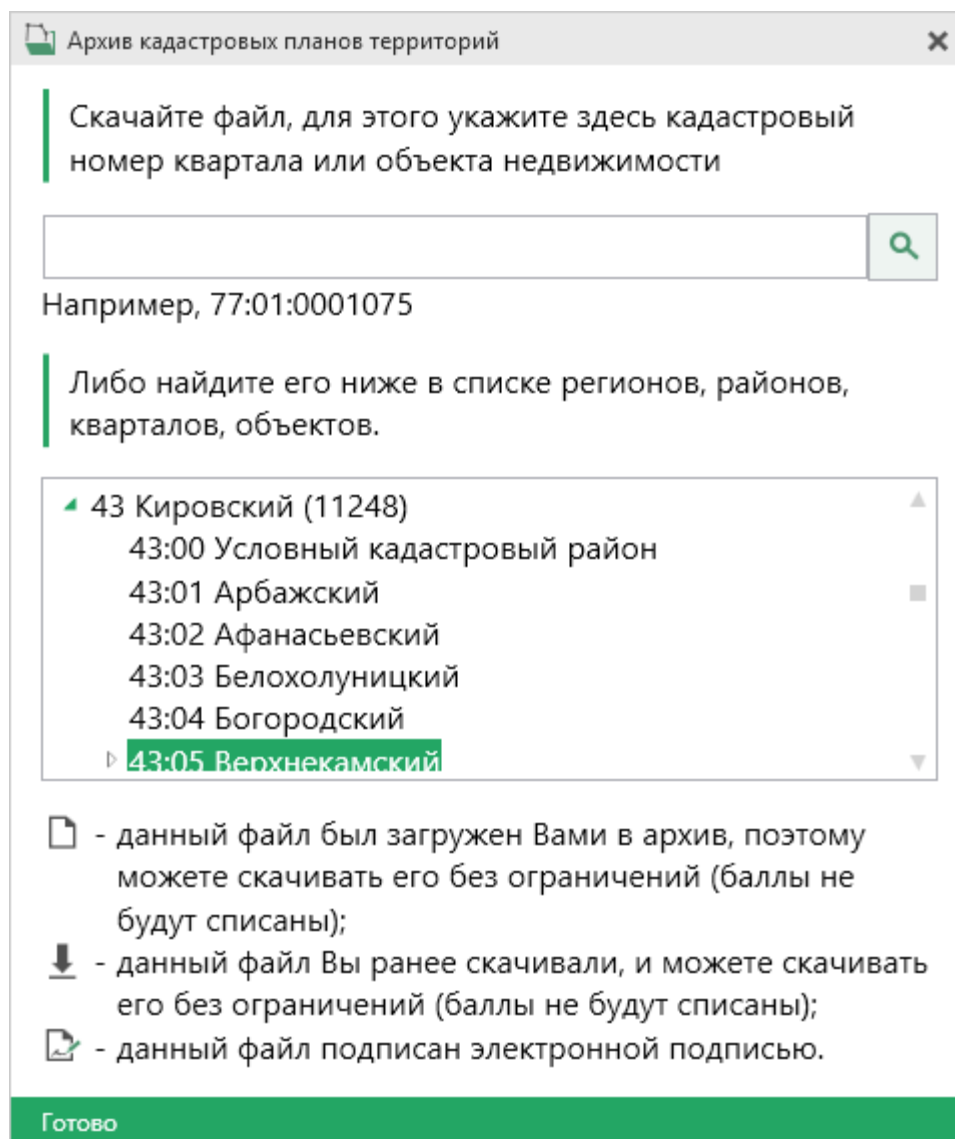 Архив кадастровых планов территорий
Скачайте файл, для этого укажите здесь кадастровый
номер квартала или объекта недвижимости
Например, 77:01:0001075
Либо найдите его ниже в списке регионов, районов,
кварталов, объектов.
43 Кировский (11248)
43:00 Условный кадастровый район
43:01 Арбажский
43:02 Афанасьевский
43:03 Белохолуницкий
43:04 Богородский
43:05 Верхнекамский
- данный файл был загружен Вами в архив, поэтому
можете скачивать его без ограничений (баллы не
будут списаны);
- данный файл Вы ранее скачивали, и можете скачивать
его без ограничений (баллы не будут списаны);
- данный файл подписан электронной подписью.
Готово